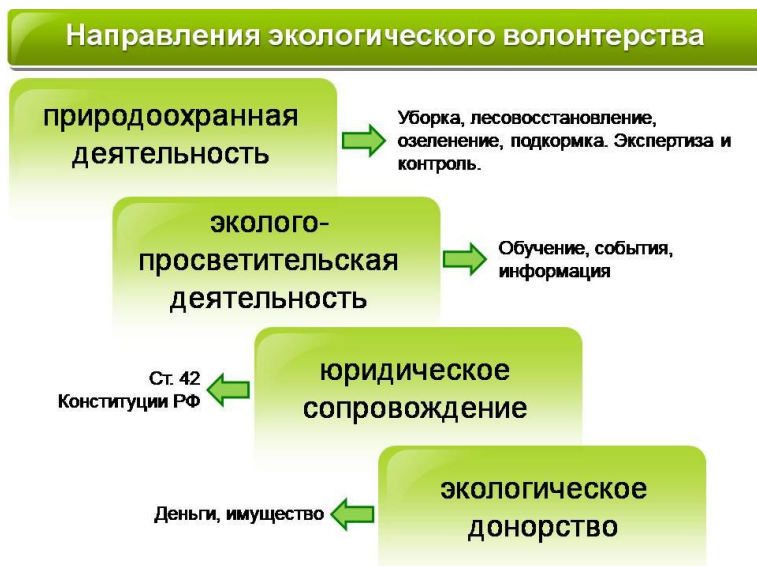 Направления экологического волонтерства
природоохранная
деятельность
Уборка, лесовосстановление,
озеленение, подкормка. Экспертиза и
контроль.
эколого-
просветительская
деятельность
Обучение, события,
информация
юридическое
сопровождение
Ст. 42
Конституции РФ
экологическое
донорство
Деньги, имущество